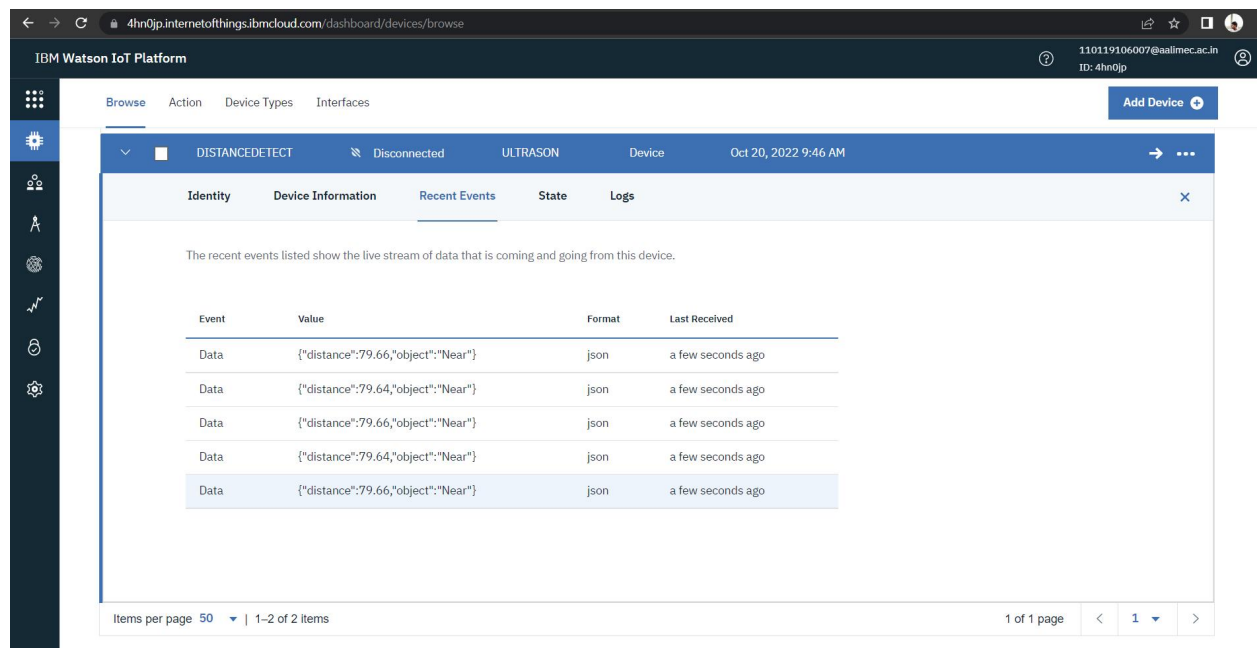 4hn0jp.internetofthings.ibmcloud.com/dashboard/devices/browse
IBM Watson IoT Platform
110119106007@aalimec.ac.in
ID: 4hn0jp
Browse Action Device Types Interfaces Add Device
DISTANCEDETECT Disconnected ULTRASON Device Oct 20, 2022 9:46 AM
Identity Device Information Recent Events State Logs
The recent events listed show the live stream of data that is coming and going from this device.
Event Value Format Last Received
Data {"distance":79.66,"object":"Near"} json a few seconds ago
Data {"distance":79.64,"object":"Near"} json a few seconds ago
Data {"distance":79.66,"object":"Near"} json a few seconds ago
Data {"distance":79.64,"object":"Near"} json a few seconds ago
Data {"distance":79.66,"object":"Near"} json a few seconds ago
Items per page 50 | 1–2 of 2 items 1 of 1 page < 1 >